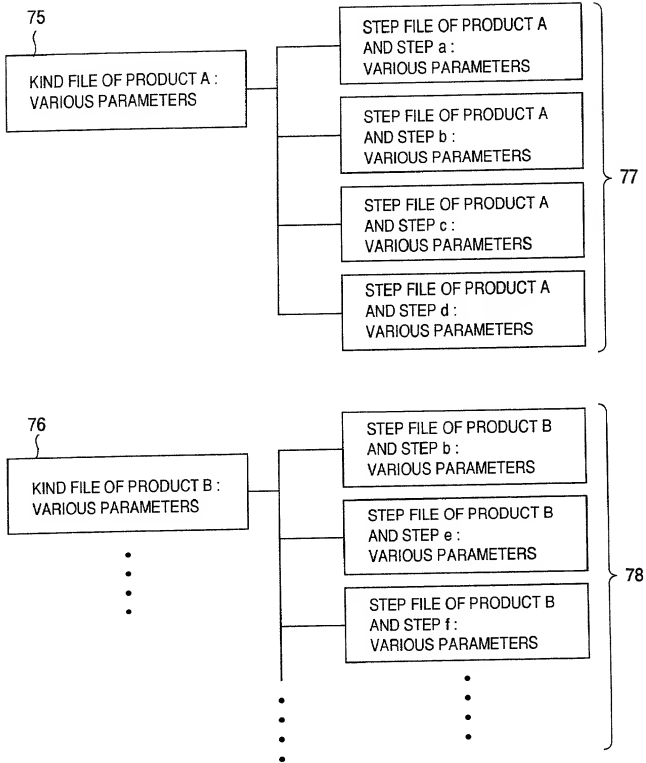 75
KIND FILE OF PRODUCT A :
VARIOUS PARAMETERS
STEP FILE OF PRODUCT A
AND STEP a :
VARIOUS PARAMETERS
STEP FILE OF PRODUCT A
AND STEP b :
VARIOUS PARAMETERS
STEP FILE OF PRODUCT A
AND STEP c :
VARIOUS PARAMETERS
STEP FILE OF PRODUCT A
AND STEP d :
VARIOUS PARAMETERS
77
76
KIND FILE OF PRODUCT B :
VARIOUS PARAMETERS
STEP FILE OF PRODUCT B
AND STEP b :
VARIOUS PARAMETERS
STEP FILE OF PRODUCT B
AND STEP e :
VARIOUS PARAMETERS
STEP FILE OF PRODUCT B
AND STEP f :
VARIOUS PARAMETERS
78